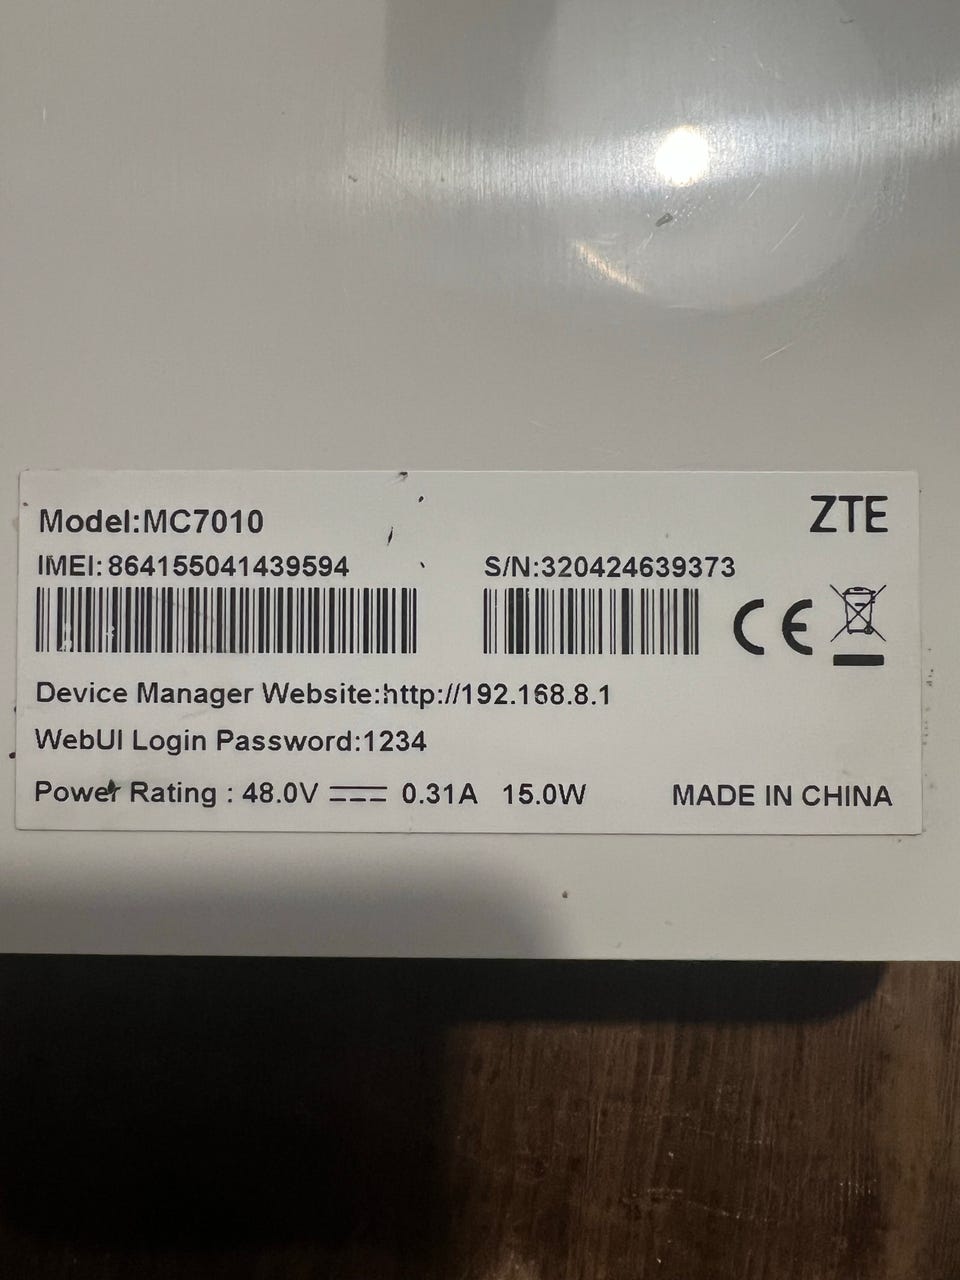 Model:MC7010
ZTE
IMEI:864155041439594
S/N:320424639373
CE
Device Manager Website:http://192.168.8.1
WebUI Login Password:1234
Power Rating : 48.0V ⎓ 0.31A 15.0W
MADE IN CHINA